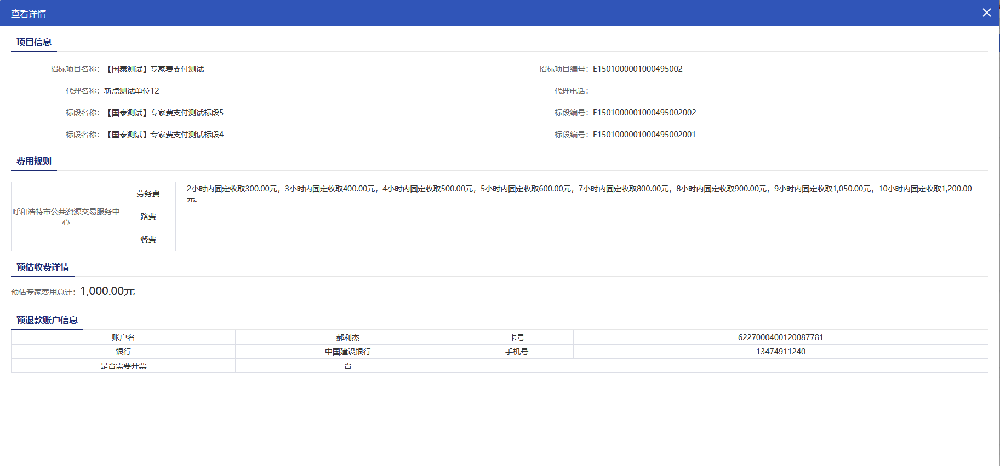 查看详情
项目信息
招标项目名称： 【国泰测试】专家费支付测试 招标项目编号： E1501000001000495002
代理名称： 新点测试单位12 代理电话：
标段名称： 【国泰测试】专家费支付测试标段5 标段编号： E1501000001000495002002
标段名称： 【国泰测试】专家费支付测试标段4 标段编号： E1501000001000495002001
费用规则
呼和浩特市公共资源交易服务中
心
劳务费
2小时内固定收取300.00元，3小时内固定收取400.00元，4小时内固定收取500.00元，5小时内固定收取600.00元，7小时内固定收取800.00元，8小时内固定收取900.00元，9小时内固定收取1,050.00元，10小时内固定收取1,200.00
元。
路费
餐费
预估收费详情
预估专家费用总计： 1,000.00元
预退款账户信息
账户名 郝利杰 卡号 6227000400120087781
银行 中国建设银行 手机号 13474911240
是否需要开票 否